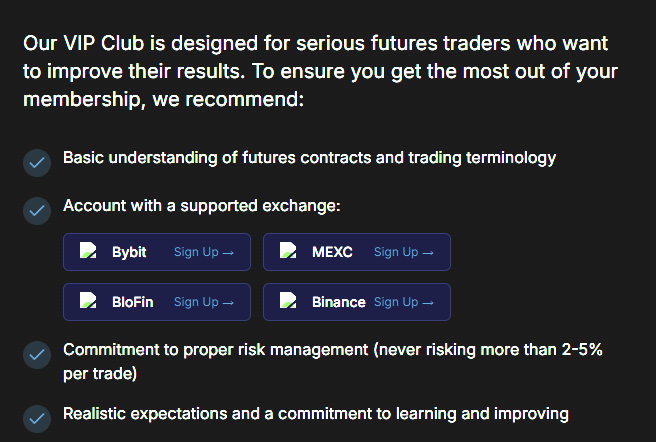 Our VIP Club is designed for serious futures traders who want
to improve their results. To ensure you get the most out of your
membership, we recommend:
Basic understanding of futures contracts and trading terminology
Account with a supported exchange:
Bybit Sign Up → MEXC Sign Up →
BloFin Sign Up → Binance Sign Up →
Commitment to proper risk management (never risking more than 2-5%
per trade)
Realistic expectations and a commitment to learning and improving